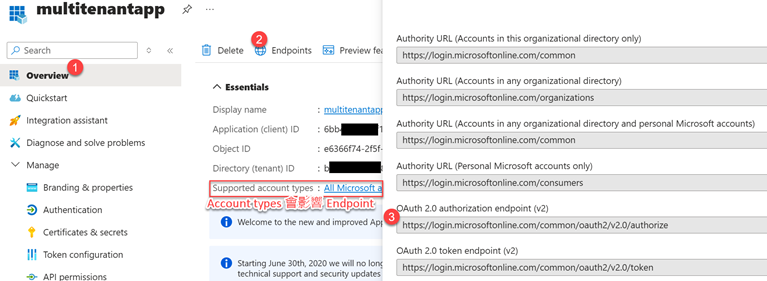 multitenantapp
Search
1
Overview
Quickstart
Integration assistant
Diagnose and solve problems
Manage
Branding & properties
Authentication
Certificates & secrets
Token configuration
API permissions
2
Delete
Endpoints
Preview fea
Essentials
Display name : multitenantapp
Application (client) ID : 6bb4
Object ID : e6366f74-2f5f-
Directory (tenant) ID : b
Supported account types : All Microsoft a
Account types 會影響 Endpoint
Welcome to the new and improved App
Starting June 30th, 2020 we will no long
technical support and security updates
Authority URL (Accounts in this organizational directory only)
https://login.microsoftonline.com/common
Authority URL (Accounts in any organizational directory)
https://login.microsoftonline.com/organizations
Authority URL (Accounts in any organizational directory and personal Microsoft accounts)
https://login.microsoftonline.com/common
Authority URL (Personal Microsoft accounts only)
https://login.microsoftonline.com/consumers
OAuth 2.0 authorization endpoint (v2)
3
https://login.microsoftonline.com/common/oauth2/v2.0/authorize
OAuth 2.0 token endpoint (v2)
https://login.microsoftonline.com/common/oauth2/v2.0/token